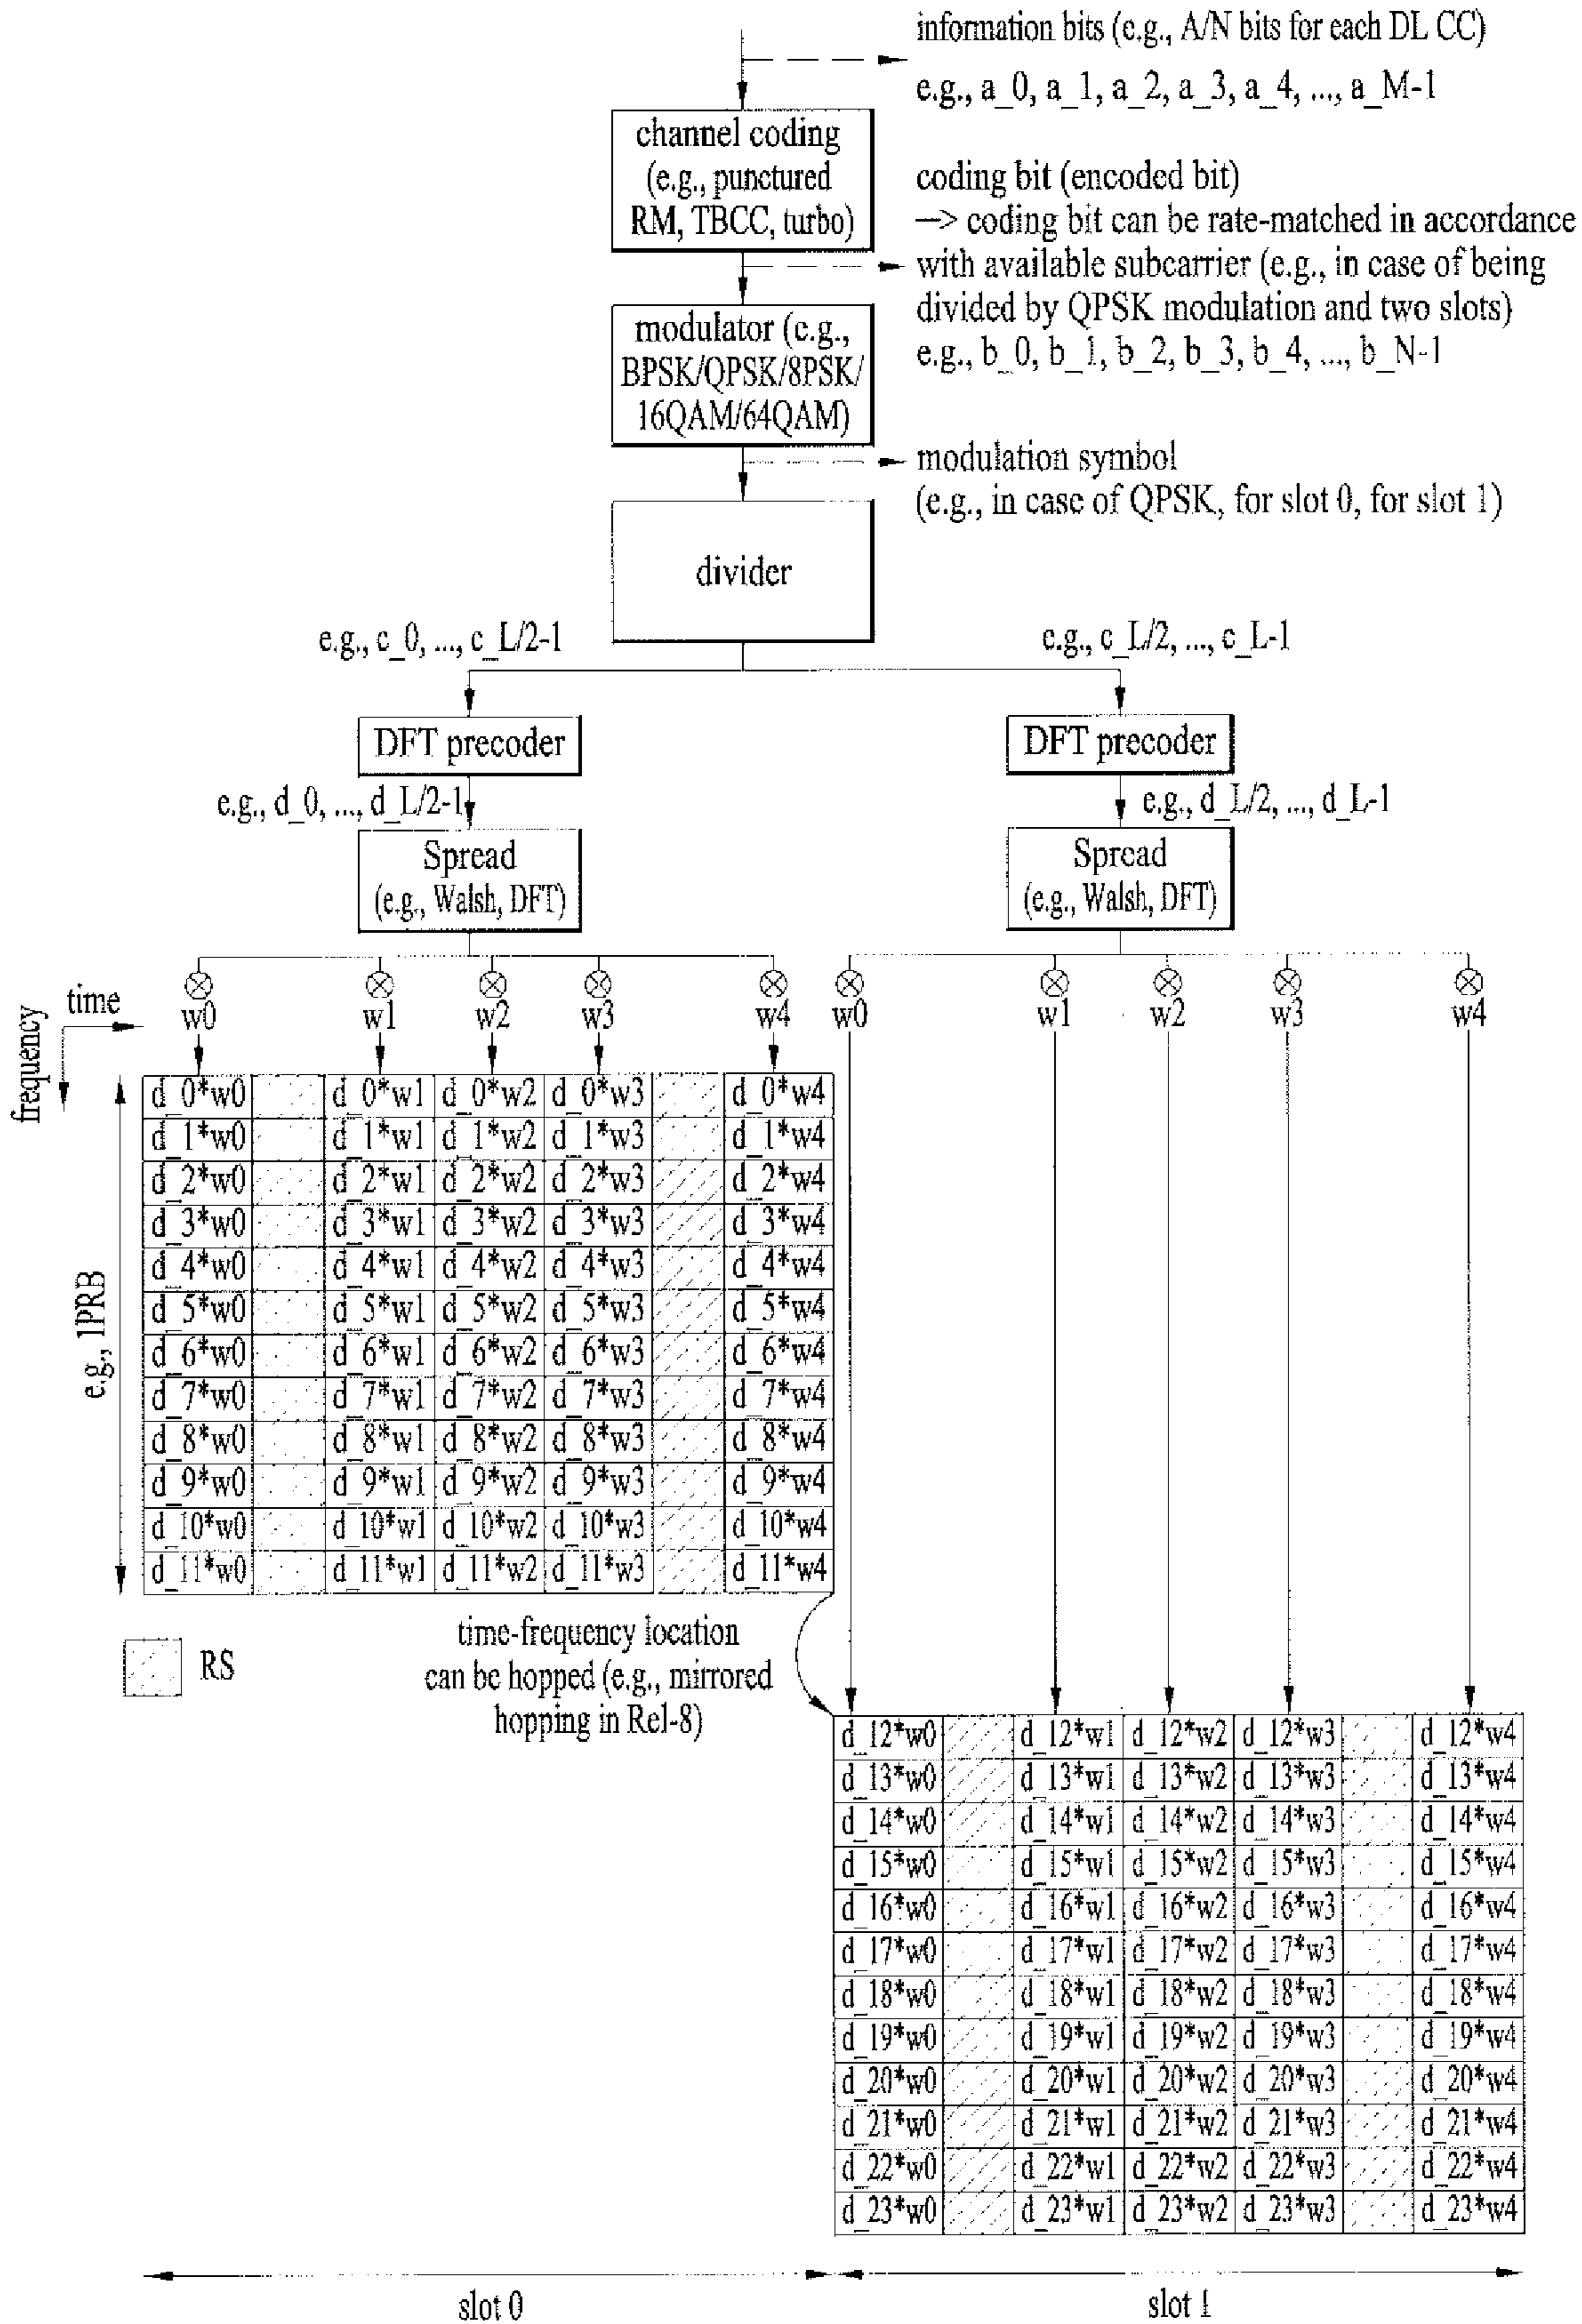 information bits (e.g., A/N bits for each DL CC)
e.g., a_0, a_1, a_2, a_3, a_4, ..., a_M-1
channel coding
(e.g., punctured
RM, TBCC, turbo)
coding bit (encoded bit)
—> coding bit can be rate-matched in accordance
with available subcarrier (e.g., in case of being
divided by QPSK modulation and two slots)
e.g., b_0, b_1, b_2, b_3, b_4, ..., b_N-1
modulator (e.g.,
BPSK/QPSK/8PSK/
16QAM/64QAM)
modulation symbol
(e.g., in case of QPSK, for slot 0, for slot 1)
divider
e.g., c_0, ..., c_L/2-1
e.g., c_L/2, ..., c_L-1
DFT precoder
DFT precoder
e.g., d_0, ..., d_L/2-1
e.g., d_L/2, ..., d_L-1
Spread
(e.g., Walsh, DFT)
Spread
(e.g., Walsh, DFT)
time
frequency
w0 w1 w2 w3 w4 w0 w1 w2 w3 w4
e.g., 1PRB
d_0*w0 d_0*w1 d_0*w2 d_0*w3 d_0*w4
d_1*w0 d_1*w1 d_1*w2 d_1*w3 d_1*w4
d_2*w0 d_2*w1 d_2*w2 d_2*w3 d_2*w4
d_3*w0 d_3*w1 d_3*w2 d_3*w3 d_3*w4
d_4*w0 d_4*w1 d_4*w2 d_4*w3 d_4*w4
d_5*w0 d_5*w1 d_5*w2 d_5*w3 d_5*w4
d_6*w0 d_6*w1 d_6*w2 d_6*w3 d_6*w4
d_7*w0 d_7*w1 d_7*w2 d_7*w3 d_7*w4
d_8*w0 d_8*w1 d_8*w2 d_8*w3 d_8*w4
d_9*w0 d_9*w1 d_9*w2 d_9*w3 d_9*w4
d_10*w0 d_10*w1 d_10*w2 d_10*w3 d_10*w4
d_11*w0 d_11*w1 d_11*w2 d_11*w3 d_11*w4
RS
time-frequency location
can be hopped (e.g., mirrored
hopping in Rel-8)
d_12*w0 d_12*w1 d_12*w2 d_12*w3 d_12*w4
d_13*w0 d_13*w1 d_13*w2 d_13*w3 d_13*w4
d_14*w0 d_14*w1 d_14*w2 d_14*w3 d_14*w4
d_15*w0 d_15*w1 d_15*w2 d_15*w3 d_15*w4
d_16*w0 d_16*w1 d_16*w2 d_16*w3 d_16*w4
d_17*w0 d_17*w1 d_17*w2 d_17*w3 d_17*w4
d_18*w0 d_18*w1 d_18*w2 d_18*w3 d_18*w4
d_19*w0 d_19*w1 d_19*w2 d_19*w3 d_19*w4
d_20*w0 d_20*w1 d_20*w2 d_20*w3 d_20*w4
d_21*w0 d_21*w1 d_21*w2 d_21*w3 d_21*w4
d_22*w0 d_22*w1 d_22*w2 d_22*w3 d_22*w4
d_23*w0 d_23*w1 d_23*w2 d_23*w3 d_23*w4
slot 0
slot 1